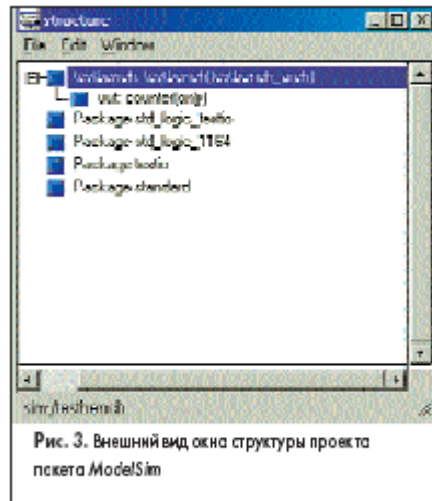 structure
File Edit Window
testbench: testbench(testbench_arch)
uut: counter(only)
Package std_logic_textio
Package std_logic_1164
Package textio
Package standard
sim:/testbench
Рис. 3. Внешний вид окна структуры проекта
пакета ModelSim